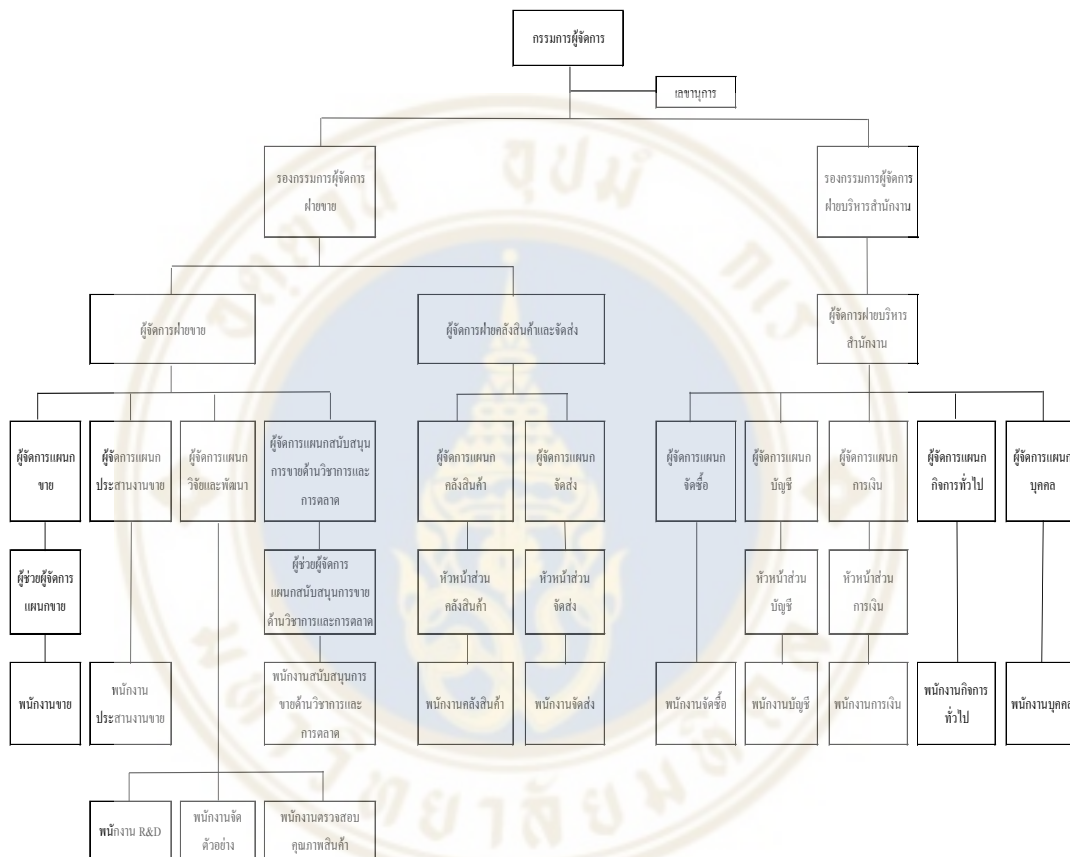 กรรมการผู้จัดการ
เลขานุการ
รองกรรมการผู้จัดการ
ฝ่ายขาย
รองกรรมการผู้จัดการ
ฝ่ายบริหารสำนักงาน
ผู้จัดการฝ่ายขาย
ผู้จัดการฝ่ายคลังสินค้าและจัดส่ง
ผู้จัดการฝ่ายบริหาร
สำนักงาน
ผู้จัดการแผนก
ขาย
ผู้จัดการแผนก
ประสานงานขาย
ผู้จัดการแผนก
วิจัยและพัฒนา
ผู้จัดการแผนกสนับสนุน
การขายด้านวิชาการและ
การตลาด
ผู้จัดการแผนก
คลังสินค้า
ผู้จัดการแผนก
จัดส่ง
ผู้จัดการแผนก
จัดซื้อ
ผู้จัดการแผนก
บัญชี
ผู้จัดการแผนก
การเงิน
ผู้จัดการแผนก
กิจการทั่วไป
ผู้จัดการแผนก
บุคคล
ผู้ช่วยผู้จัดการ
แผนกขาย
ผู้ช่วยผู้จัดการ
แผนกสนับสนุนการขาย
ด้านวิชาการและการตลาด
หัวหน้าส่วน
คลังสินค้า
หัวหน้าส่วน
จัดส่ง
หัวหน้าส่วน
บัญชี
หัวหน้าส่วน
การเงิน
พนักงานขาย
พนักงาน
ประสานงานขาย
พนักงานสนับสนุนการ
ขายด้านวิชาการและ
การตลาด
พนักงานคลังสินค้า
พนักงานจัดส่ง
พนักงานจัดซื้อ
พนักงานบัญชี
พนักงานการเงิน
พนักงานกิจการ
ทั่วไป
พนักงานบุคคล
พนักงาน R&D
พนักงานจัด
ตัวอย่าง
พนักงานตรวจสอบ
คุณภาพสินค้า
อตฺตานํ อุปมํ กเร
มหาวิทยาลัยมหิดล